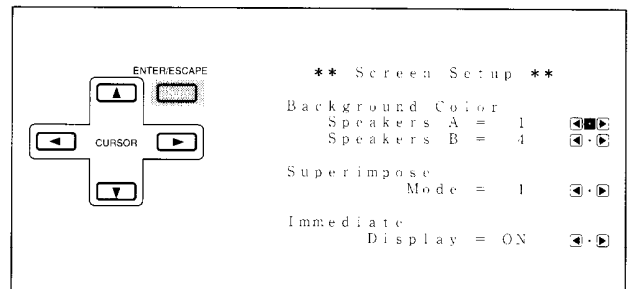 ENTER/ESCAPE
CURSOR
** Screen Setup **
Background Color
Speakers A = 1
Speakers B = 4
Superimpose
Mode = 1
Immediate
Display = ON